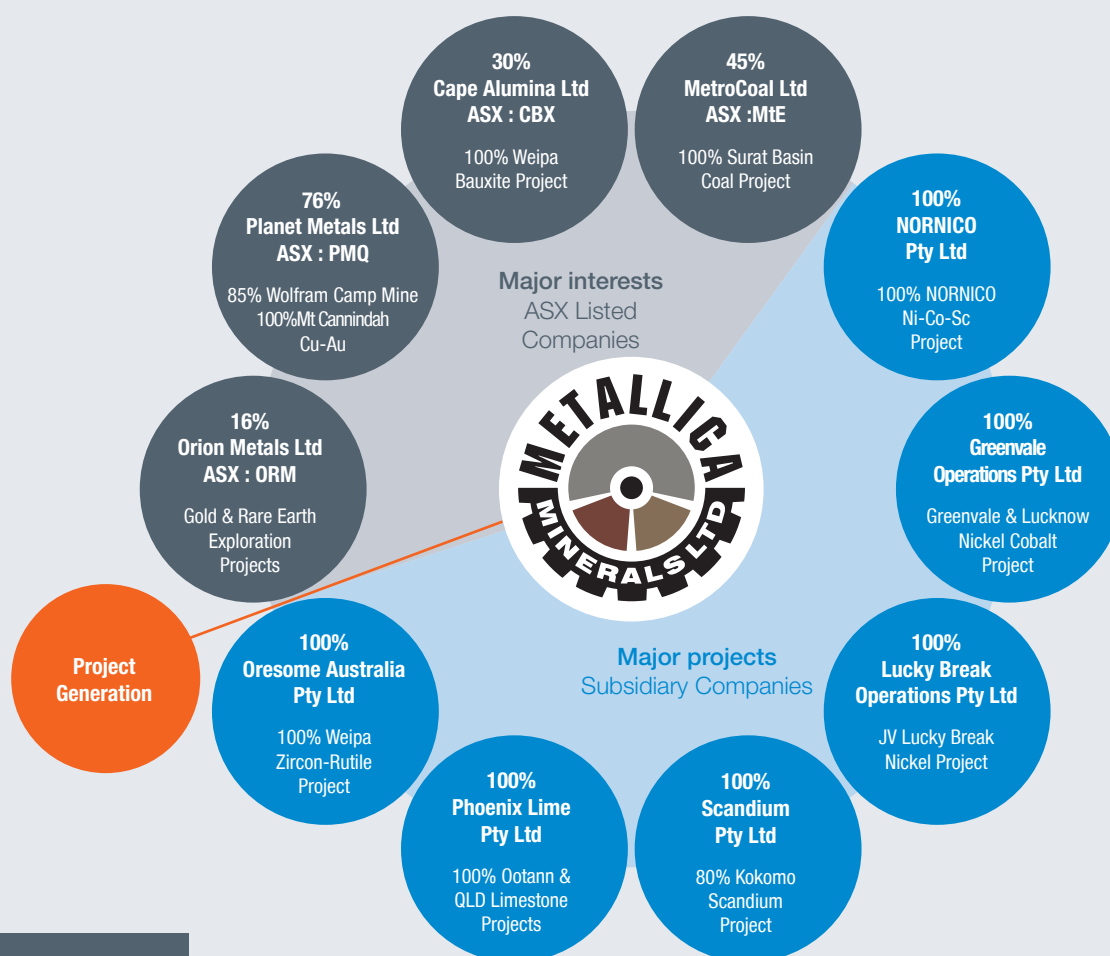 30%
Cape Alumina Ltd
ASX : CBX
100% Weipa
Bauxite Project
45%
MetroCoal Ltd
ASX :MtE
100% Surat Basin
Coal Project
76%
Planet Metals Ltd
ASX : PMQ
85% Wolfram Camp Mine
100%Mt Cannindah
Cu-Au
100%
NORNICO
Pty Ltd
100% NORNICO
Ni-Co-Sc
Project
Major interests
ASX Listed
Companies
16%
Orion Metals Ltd
ASX : ORM
Gold & Rare Earth
Exploration
Projects
METALLICA
MINERALS LTD
100%
Greenvale
Operations Pty Ltd
Greenvale & Lucknow
Nickel Cobalt
Project
Project
Generation
100%
Oresome Australia
Pty Ltd
100% Weipa
Zircon-Rutile
Project
Major projects
Subsidiary Companies
100%
Lucky Break
Operations Pty Ltd
JV Lucky Break
Nickel Project
100%
Phoenix Lime
Pty Ltd
100% Ootann &
QLD Limestone
Projects
100%
Scandium
Pty Ltd
80% Kokomo
Scandium
Project